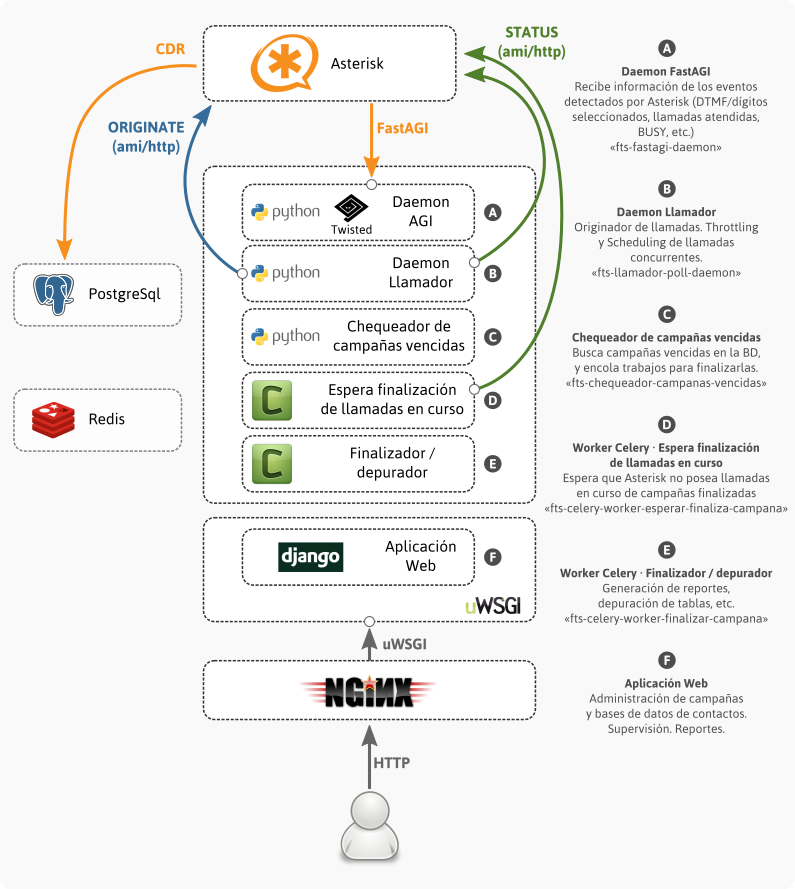 CDR
Asterisk
STATUS
(ami/http)
ORIGINATE
(ami/http)
FastAGI
python
Twisted
Daemon
AGI
A
python
Daemon
Llamador
B
python
Chequeador de
campañas vencidas
C
C
Espera finalización
de llamadas en curso
D
C
Finalizador /
depurador
E
PostgreSql
Redis
django
Aplicación
Web
F
uWSGI
uWSGI
NGiNX
HTTP
A
Daemon FastAGI
Recibe información de los eventos
detectados por Asterisk (DTMF/dígitos
seleccionados, llamadas atendidas,
BUSY, etc.)
«fts-fastagi-daemon»
B
Daemon Llamador
Originador de llamadas. Throttling
y Scheduling de llamadas
concurrentes.
«fts-llamador-poll-daemon»
C
Chequeador de campañas vencidas
Busca campañas vencidas en la BD,
y encola trabajos para finalizarlas.
«fts-chequeador-campanas-vencidas»
D
Worker Celery · Espera finalización
de llamadas en curso
Espera que Asterisk no posea llamadas
en curso de campañas finalizadas
«fts-celery-worker-esperar-finaliza-campana»
E
Worker Celery · Finalizador / depurador
Generación de reportes,
depuración de tablas, etc.
«fts-celery-worker-finalizar-campana»
F
Aplicación Web
Administración de campañas
y bases de datos de contactos.
Supervisión. Reportes.